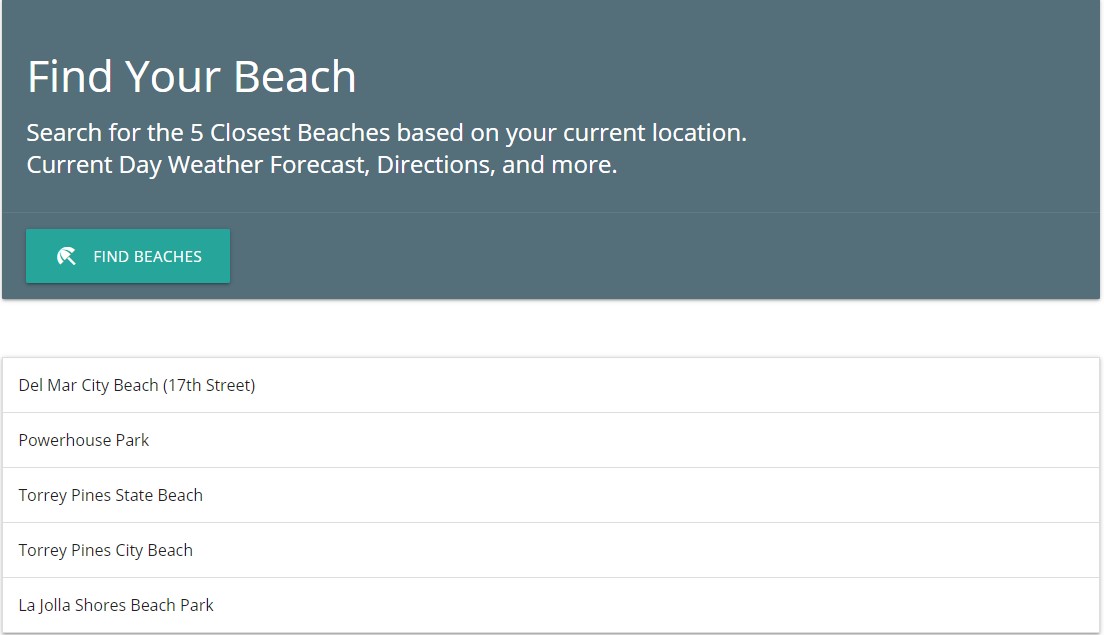 Find Your Beach
Search for the 5 Closest Beaches based on your current location.
Current Day Weather Forecast, Directions, and more.
FIND BEACHES
Del Mar City Beach (17th Street)
Powerhouse Park
Torrey Pines State Beach
Torrey Pines City Beach
La Jolla Shores Beach Park